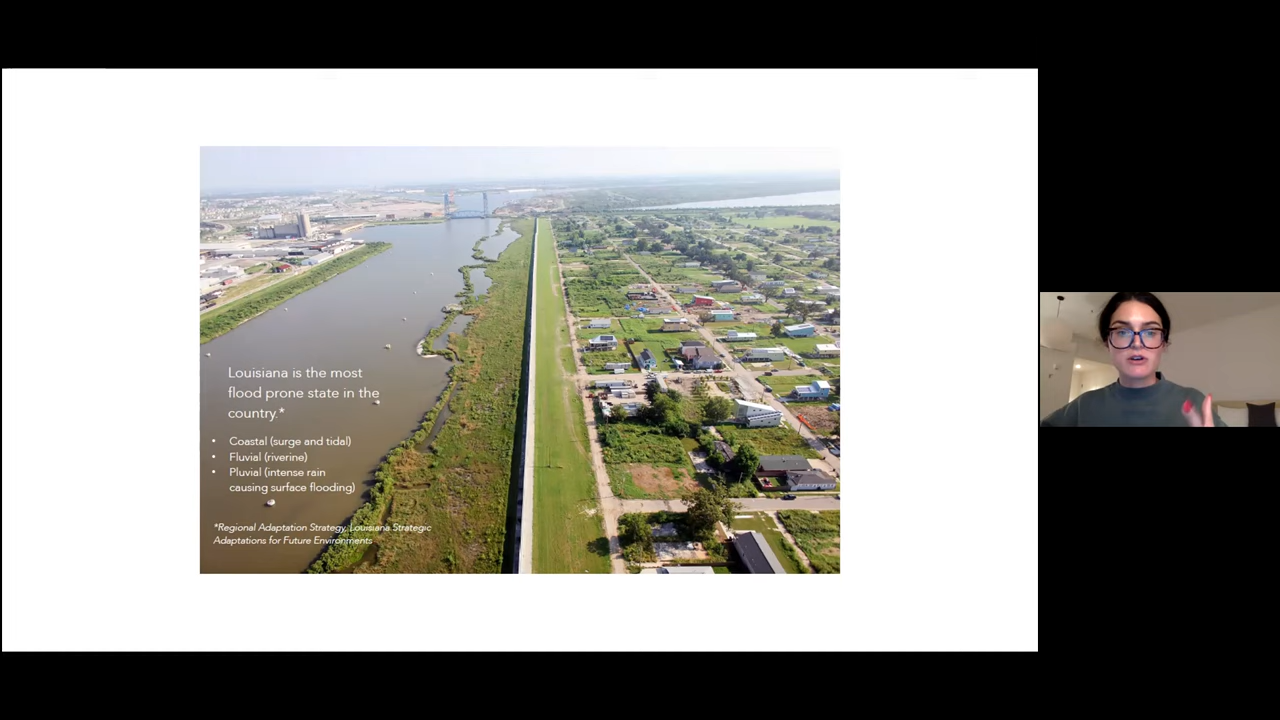 Louisiana is the most
flood prone state in the
country.*
• Coastal (surge and tidal)
• Fluvial (riverine)
• Pluvial (intense rain
causing surface flooding)
*Regional Adaptation Strategy, Louisiana Strategic
Adaptations for Future Environments